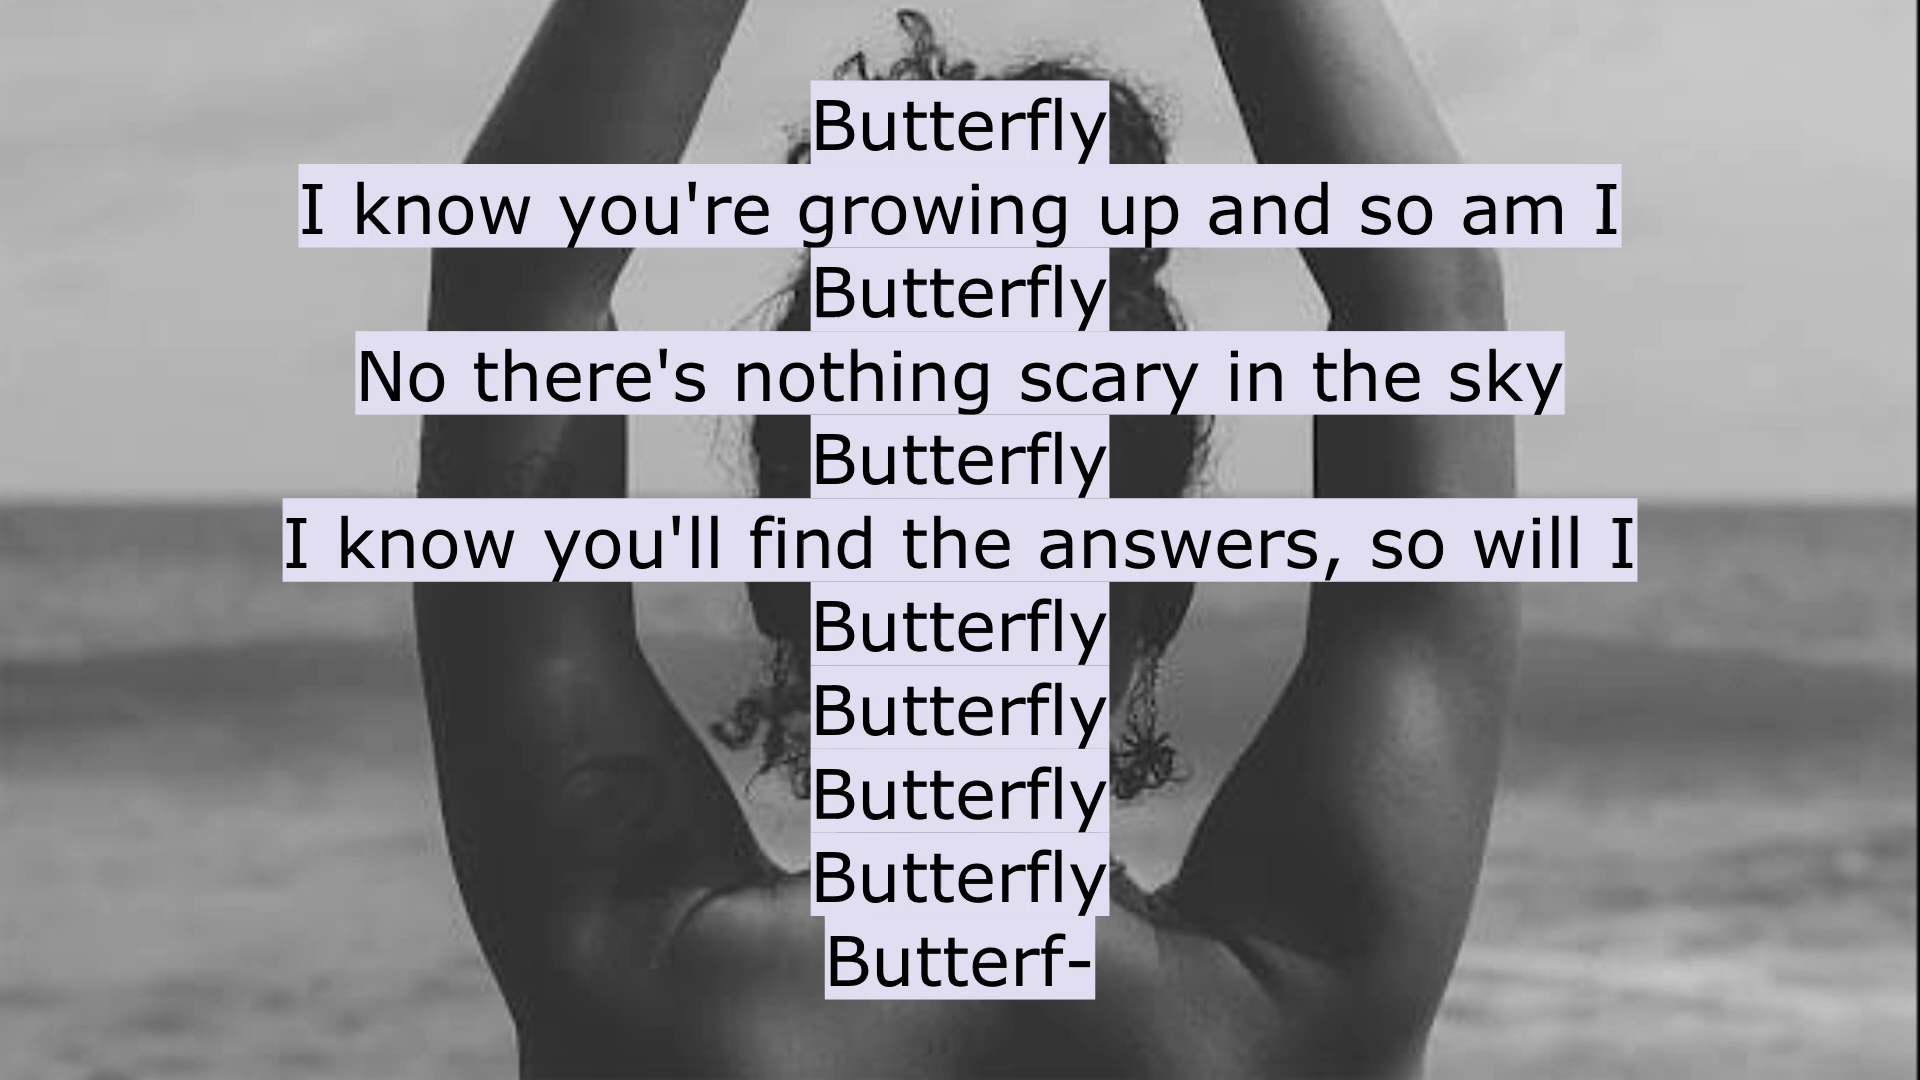 Butterfly
I know you're growing up and so am I
Butterfly
No there's nothing scary in the sky
Butterfly
I know you'll find the answers, so will I
Butterfly
Butterfly
Butterfly
Butterfly
Butterf-